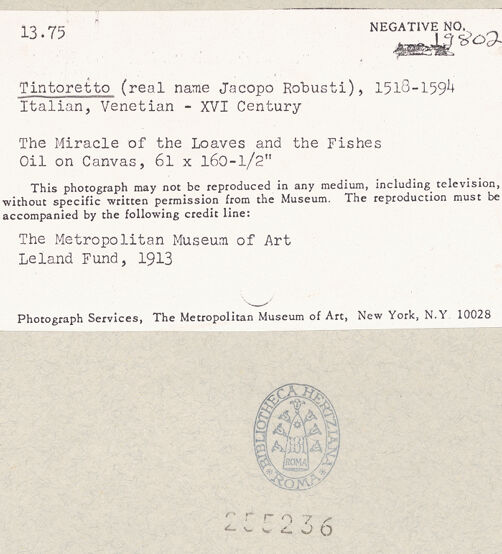 13.75
NEGATIVE NO.
19802
Tintoretto (real name Jacopo Robusti), 1518-1594
Italian, Venetian - XVI Century
The Miracle of the Loaves and the Fishes
Oil on Canvas, 61 x 160-1/2"
This photograph may not be reproduced in any medium, including television,
without specific written permission from the Museum. The reproduction must be
accompanied by the following credit line:
The Metropolitan Museum of Art
Leland Fund, 1913
Photograph Services, The Metropolitan Museum of Art, New York, N.Y. 10028
BIBLIOTHECA HERTZIANA
ROMA
ROMA
255236